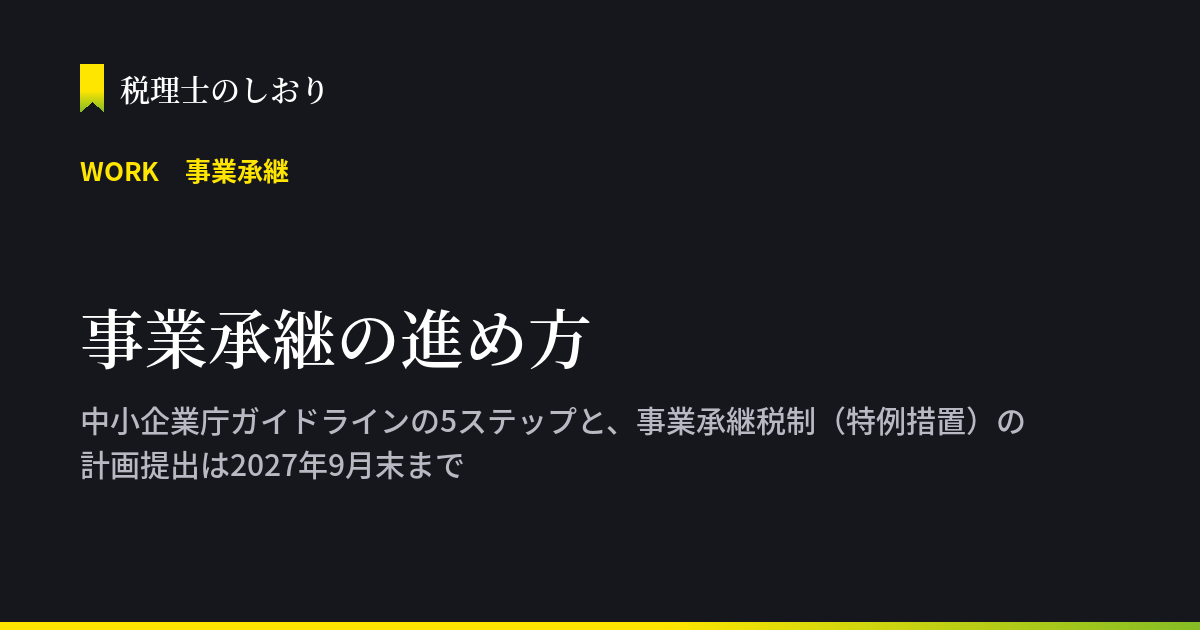 税理士のしおり
WORK　事業承継
事業承継の進め方
中小企業庁ガイドラインの5ステップと、事業承継税制（特例措置）の
計画提出は2027年9月末まで